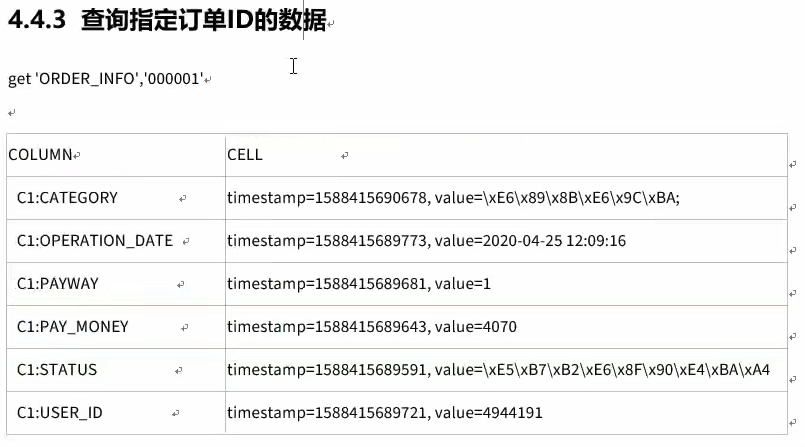 4.4.3 查询指定订单ID的数据
get 'ORDER_INFO','000001'
COLUMN CELL
C1:CATEGORY timestamp=1588415690678, value=\xE6\x89\x8B\xE6\x9C\xBA;
C1:OPERATION_DATE timestamp=1588415689773, value=2020-04-25 12:09:16
C1:PAYWAY timestamp=1588415689681, value=1
C1:PAY_MONEY timestamp=1588415689643, value=4070
C1:STATUS timestamp=1588415689591, value=\xE5\xB7\xB2\xE6\x8F\x90\xE4\xBA\xA4
C1:USER_ID timestamp=1588415689721, value=4944191